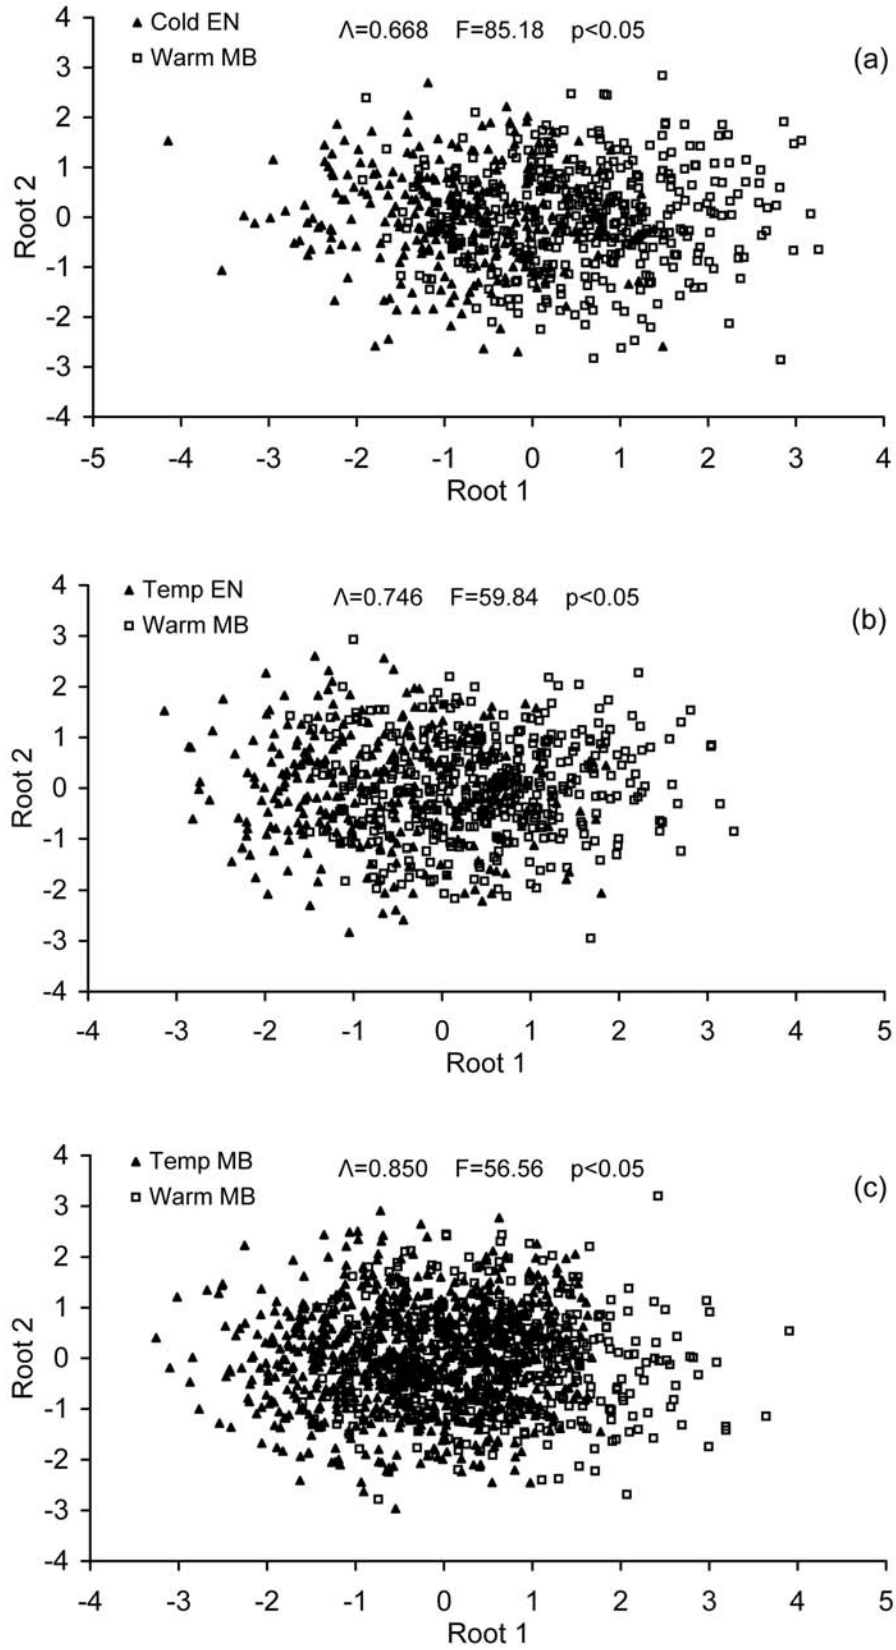 ▲ Cold EN
□ Warm MB
Λ=0.668 F=85.18 p<0.05
(a)
4
3
2
1
0
-1
-2
-3
-4
Root 2
-5 -4 -3 -2 -1 0 1 2 3 4
Root 1
▲ Temp EN
□ Warm MB
Λ=0.746 F=59.84 p<0.05
(b)
4
3
2
1
0
-1
-2
-3
-4
Root 2
-4 -3 -2 -1 0 1 2 3 4 5
Root 1
▲ Temp MB
□ Warm MB
Λ=0.850 F=56.56 p<0.05
(c)
4
3
2
1
0
-1
-2
-3
-4
Root 2
-4 -3 -2 -1 0 1 2 3 4 5
Root 1